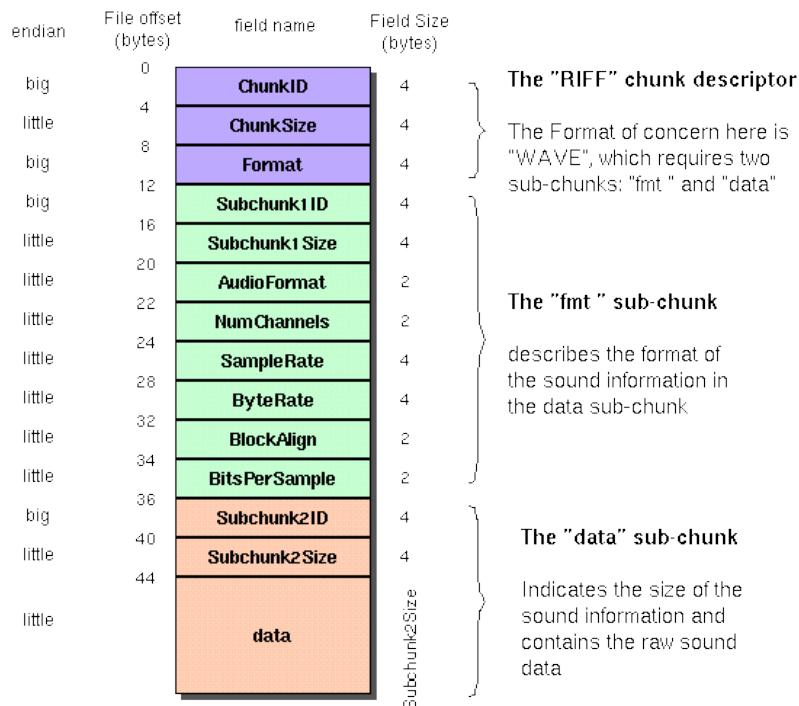 endian
File offset
(bytes)
field name
Field Size
(bytes)
0
big
ChunkID
4
4
little
ChunkSize
4
8
big
Format
4
12
big
Subchunk1ID
4
16
little
Subchunk1Size
4
20
little
AudioFormat
2
22
little
NumChannels
2
24
little
SampleRate
4
28
little
ByteRate
4
32
little
BlockAlign
2
34
little
BitsPerSample
2
36
big
Subchunk2ID
4
40
little
Subchunk2Size
4
44
little
data
Subchunk2Size
The "RIFF" chunk descriptor
The Format of concern here is
"WAVE", which requires two
sub-chunks: "fmt " and "data"
The "fmt " sub-chunk
describes the format of
the sound information in
the data sub-chunk
The "data" sub-chunk
Indicates the size of the
sound information and
contains the raw sound
data